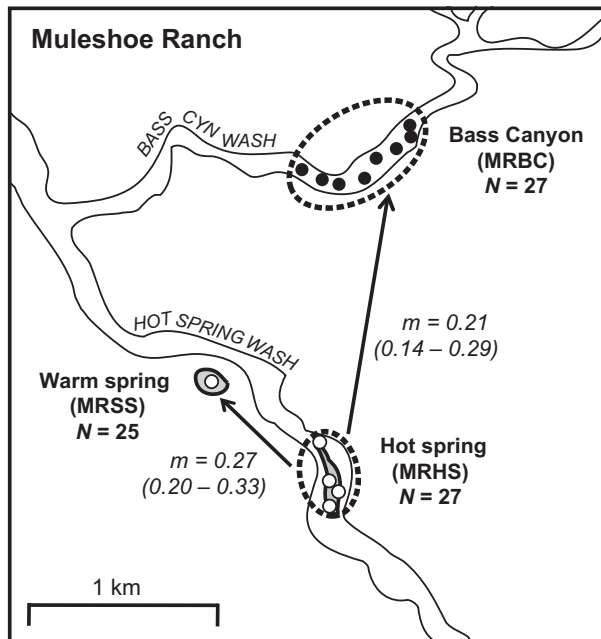 Muleshoe Ranch
BASS CYN WASH
Bass Canyon
(MRBC)
N = 27
HOT SPRING WASH
m = 0.21
(0.14 – 0.29)
Warm spring
(MRSS)
N = 25
m = 0.27
(0.20 – 0.33)
Hot spring
(MRHS)
N = 27
1 km